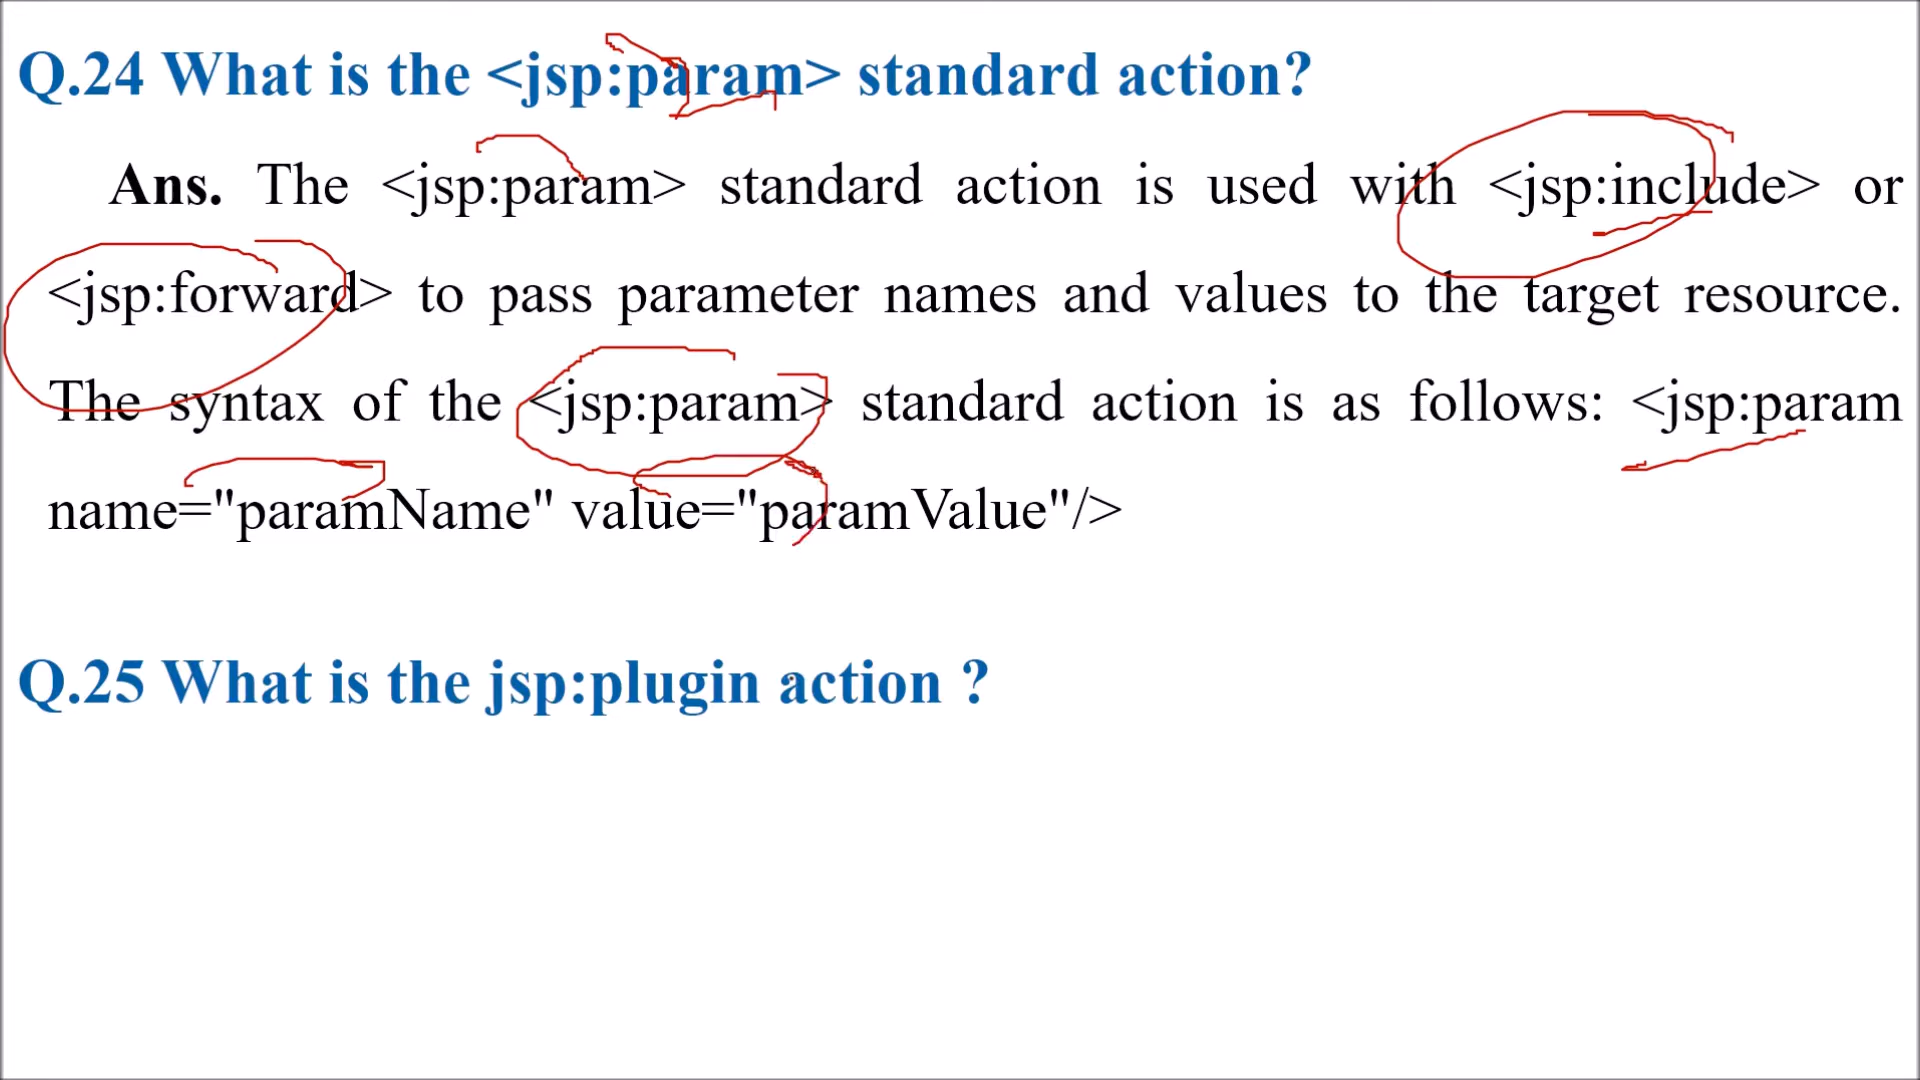 Q.24 What is the <jsp:param> standard action?
Ans. The <jsp:param> standard action is used with <jsp:include> or
<jsp:forward> to pass parameter names and values to the target resource.
The syntax of the <jsp:param> standard action is as follows: <jsp:param
name="paramName" value="paramValue"/>
Q.25 What is the jsp:plugin action ?